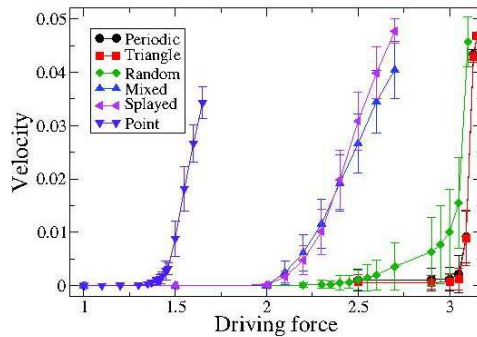 0.05
0.04
0.03
0.02
0.01
0
Velocity
Periodic
Triangle
Random
Mixed
Splayed
Point
1 1.5 2 2.5 3
Driving force